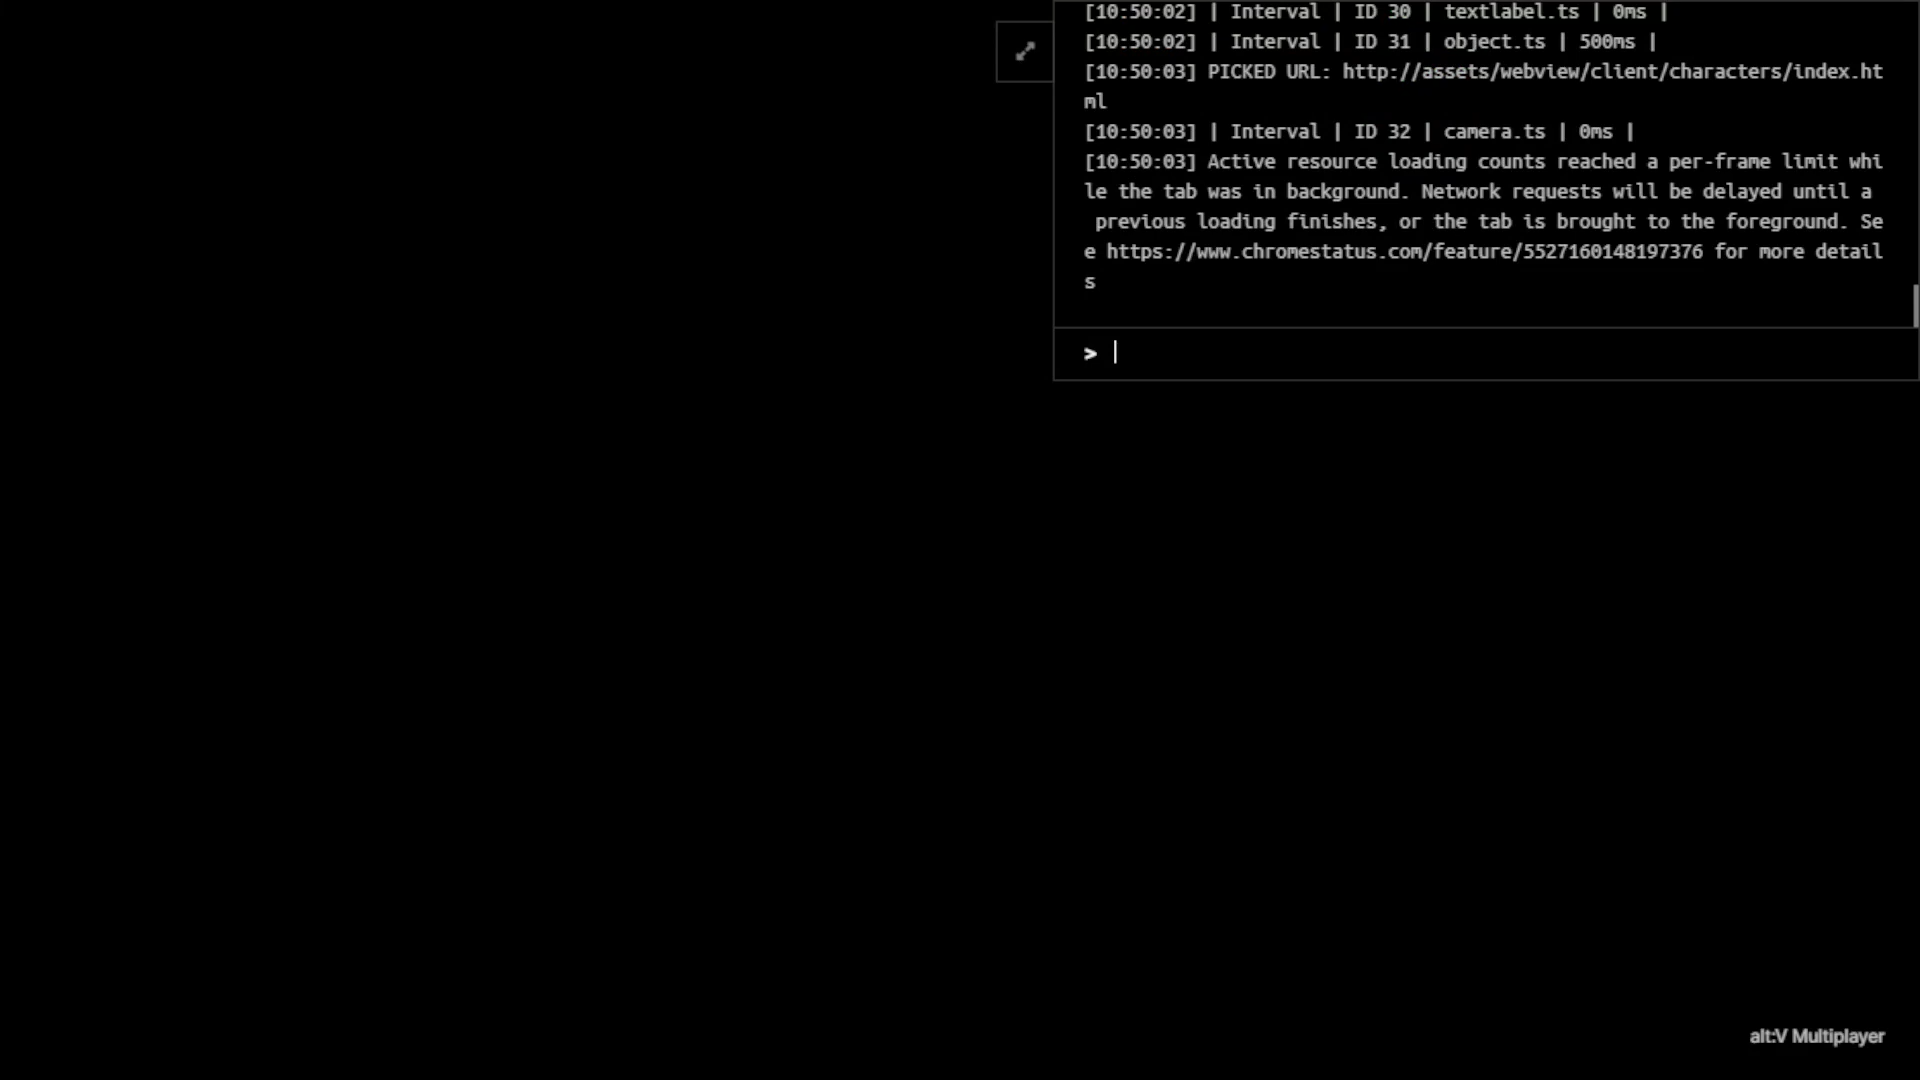 [10:50:02] | Interval | ID 30 | textlabel.ts | 0ms |
[10:50:02] | Interval | ID 31 | object.ts | 500ms |
[10:50:03] PICKED URL: http://assets/webview/client/characters/index.ht
ml
[10:50:03] | Interval | ID 32 | camera.ts | 0ms |
[10:50:03] Active resource loading counts reached a per-frame limit whi
le the tab was in background. Network requests will be delayed until a
 previous loading finishes, or the tab is brought to the foreground. Se
e https://www.chromestatus.com/feature/5527160148197376 for more detail
s
>
alt:V Multiplayer